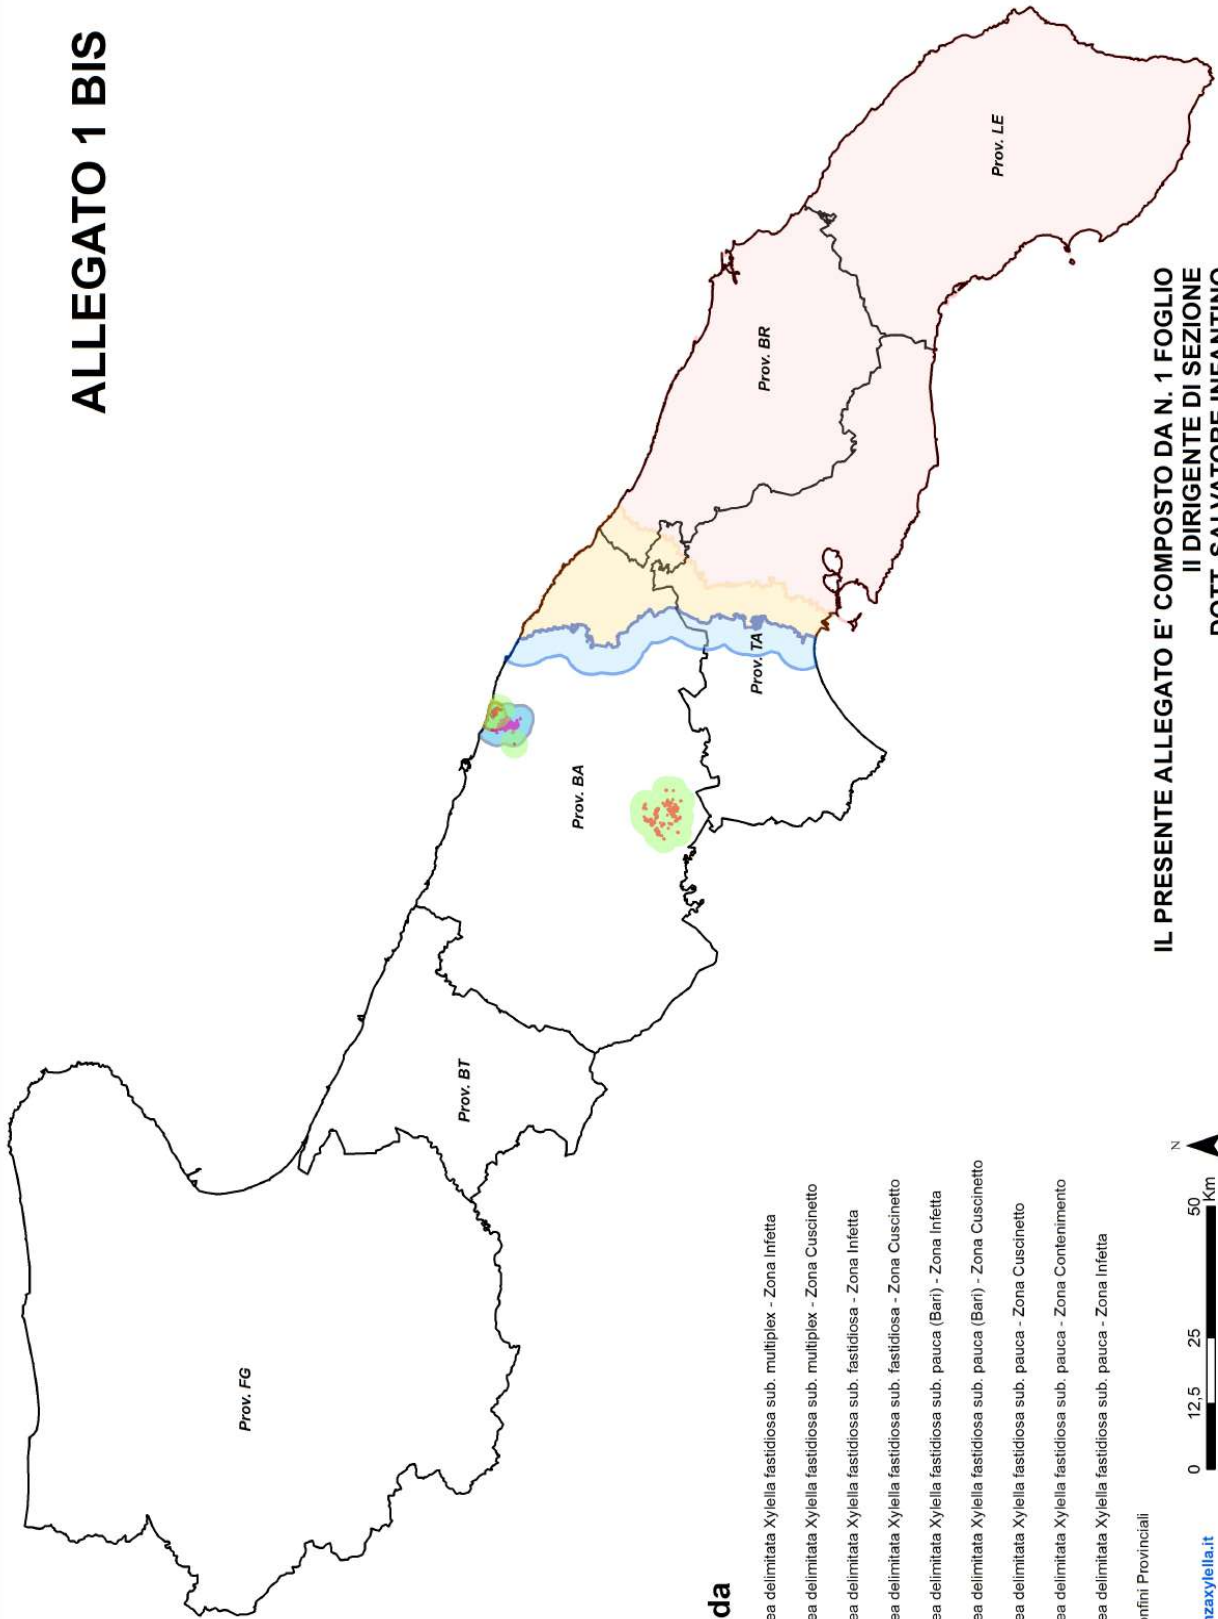 ALLEGATO 1 BIS
Prov. FG
Prov. BT
Prov. BA
Prov. TA
Prov. BR
Prov. LE
da
ea delimitata Xylella fastidiosa sub. multiplex - Zona Infetta
ea delimitata Xylella fastidiosa sub. multiplex - Zona Cuscinetto
ea delimitata Xylella fastidiosa sub. fastidiosa - Zona Infetta
ea delimitata Xylella fastidiosa sub. fastidiosa - Zona Cuscinetto
ea delimitata Xylella fastidiosa sub. pauca (Bari) - Zona Infetta
ea delimitata Xylella fastidiosa sub. pauca (Bari) - Zona Cuscinetto
ea delimitata Xylella fastidiosa sub. pauca - Zona Cuscinetto
ea delimitata Xylella fastidiosa sub. pauca - Zona Contenimento
ea delimitata Xylella fastidiosa sub. pauca - Zona Infetta
nfini Provinciali
nzaxylella.it
0 12,5 25 50
Km
N
IL PRESENTE ALLEGATO E' COMPOSTO DA N. 1 FOGLIO
Il DIRIGENTE DI SEZIONE
DOTT. SALVATORE INFANTINO